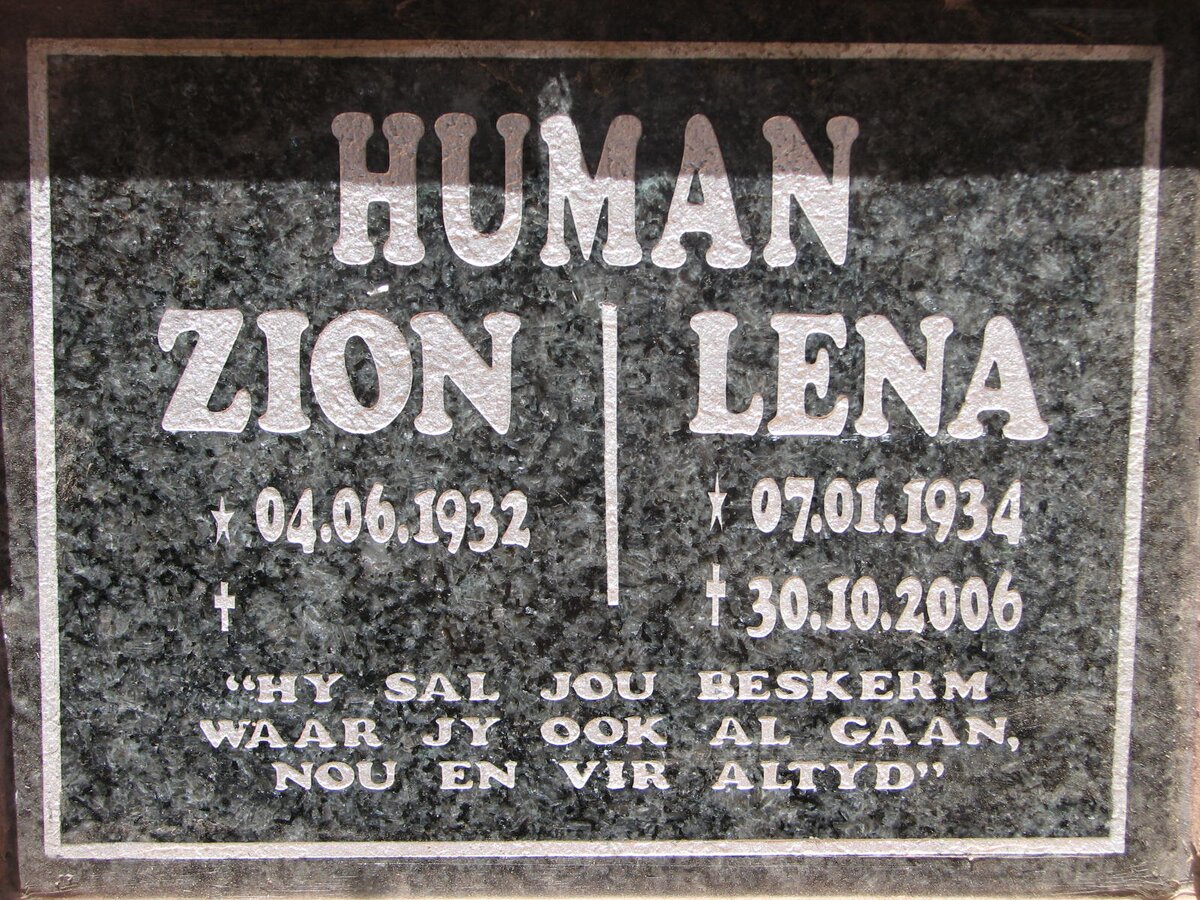 HUMAN
ZION
LENA
★ 04.06.1932
★ 07.01.1934
✝
✝ 30.10.2006
“HY SAL JOU BESKERM
WAAR JY OOK AL GAAN,
NOU EN VIR ALTYD”